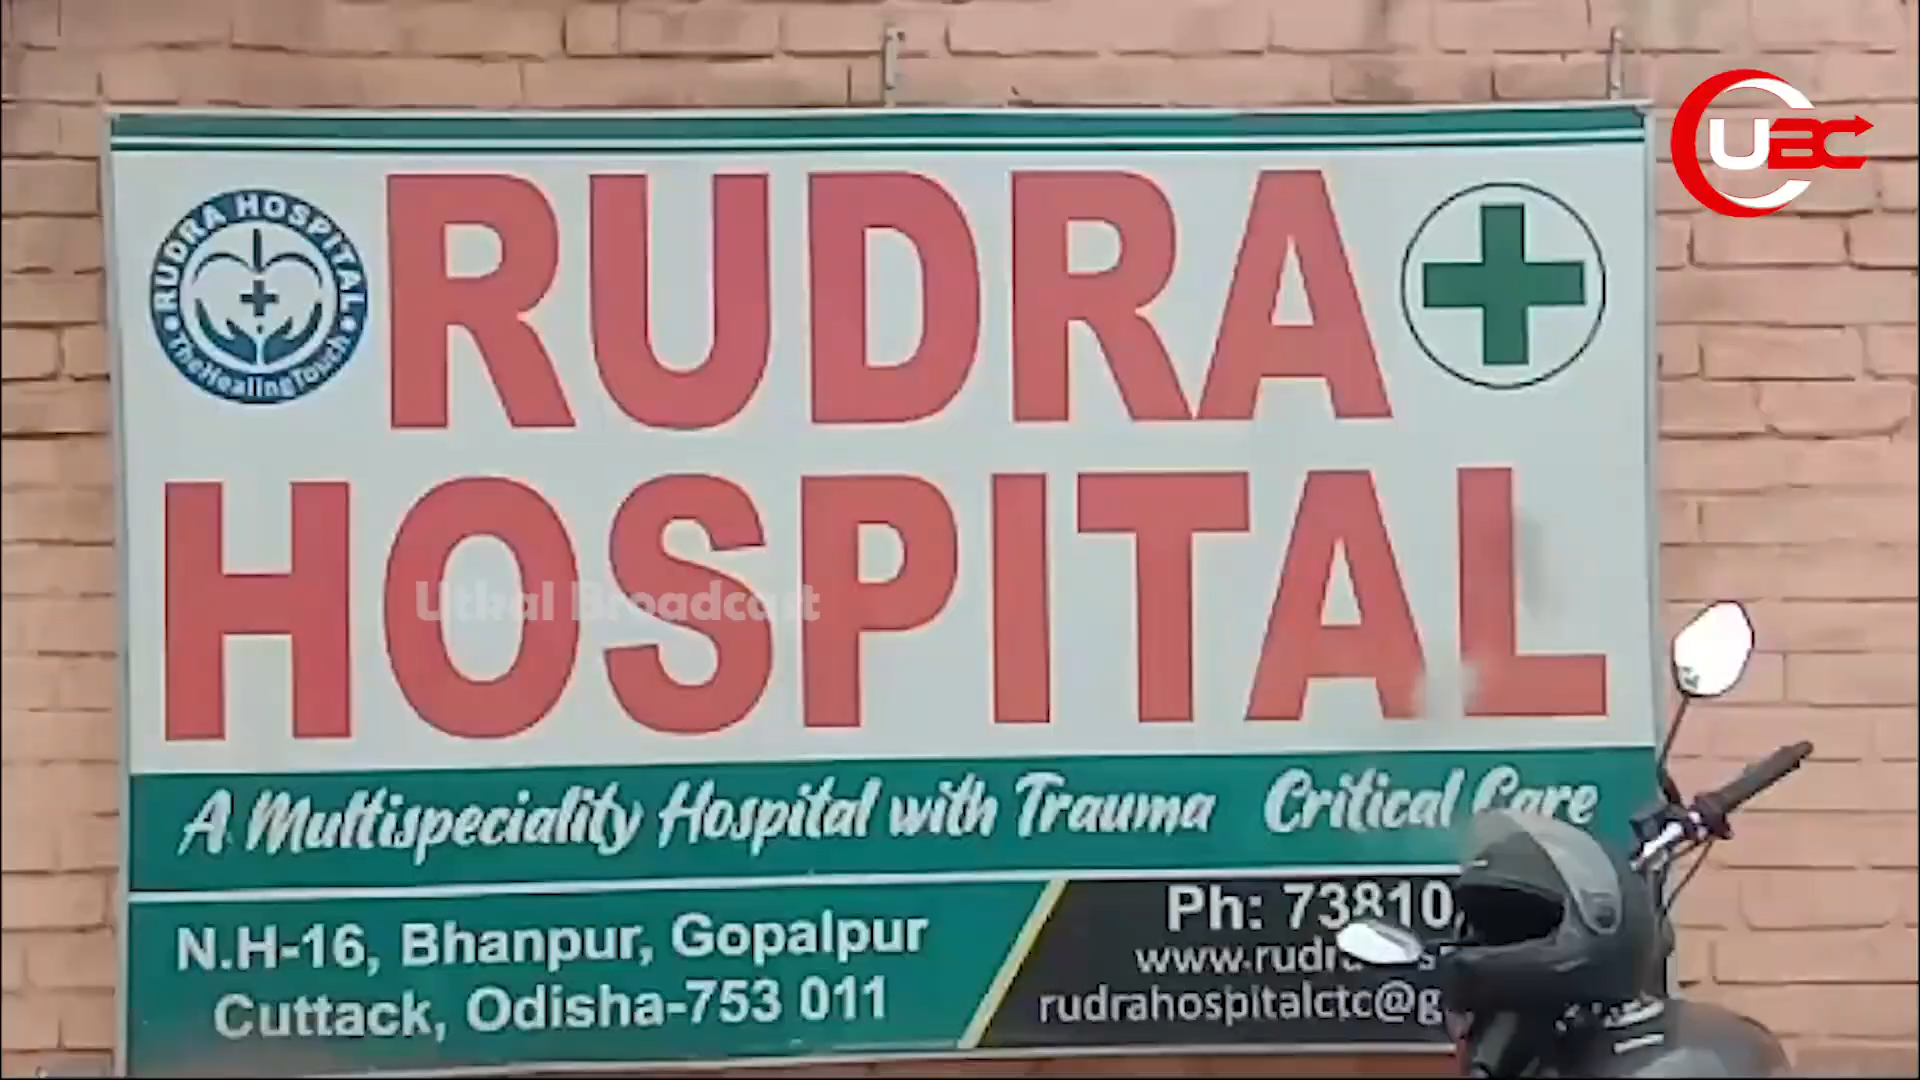 UBC
RUDRA HOSPITAL
The Healing Touch
RUDRA
HOSPITAL
Utkal Broadcast
A Multispeciality Hospital with Trauma Critical Care
N.H-16, Bhanpur, Gopalpur
Cuttack, Odisha-753 011
Ph: 73810
www.rudra
rudrahospitalctc@g